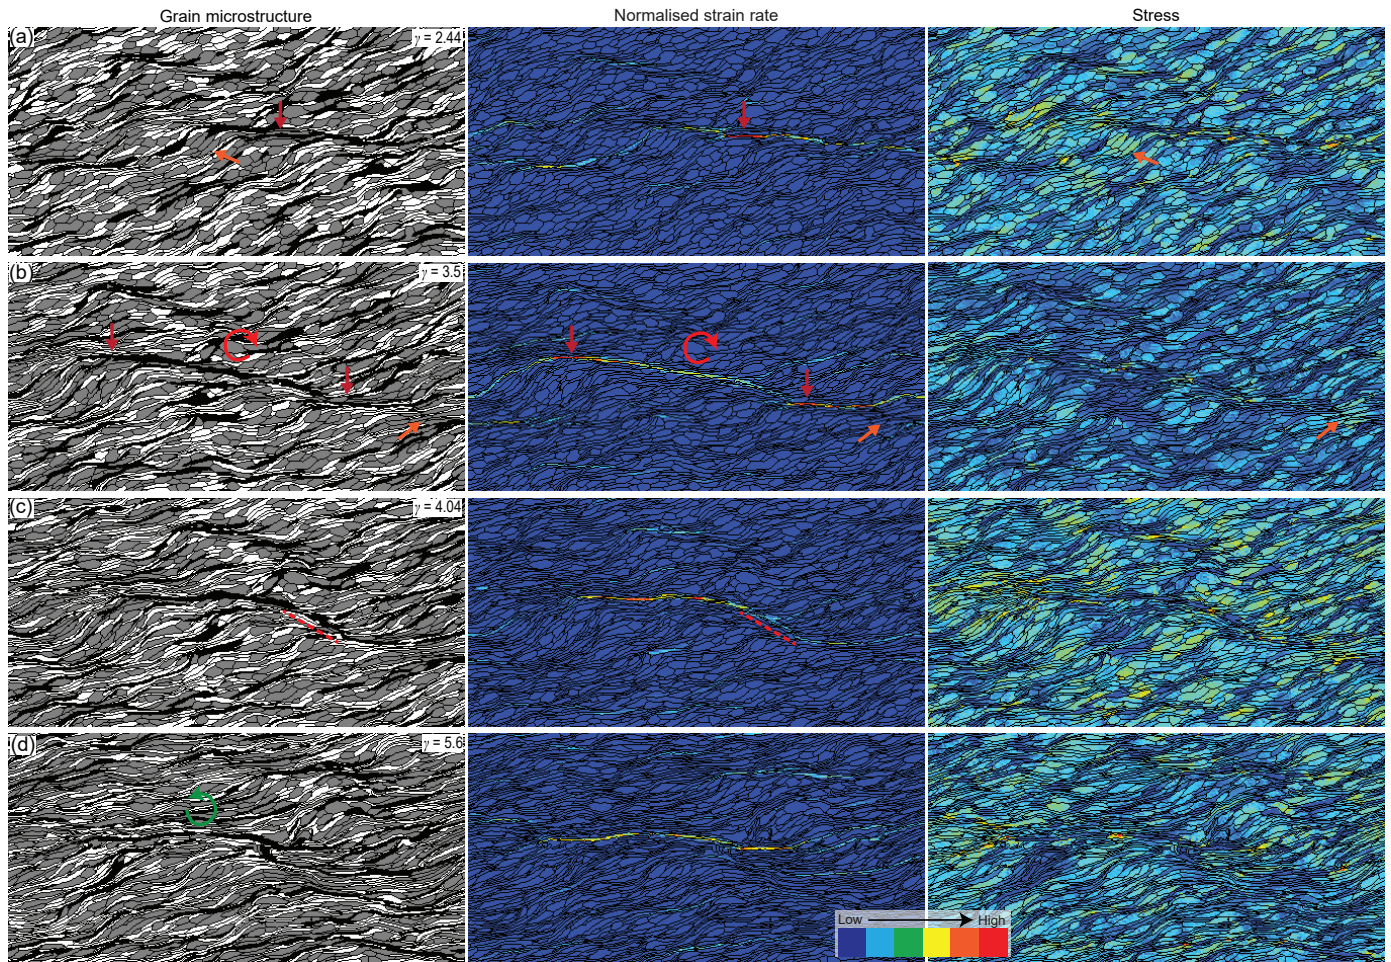 Grain microstructure
Normalised strain rate
Stress
(a)
γ = 2.44
(b)
γ = 3.5
(c)
γ = 4.04
(d)
γ = 5.6
Low
High